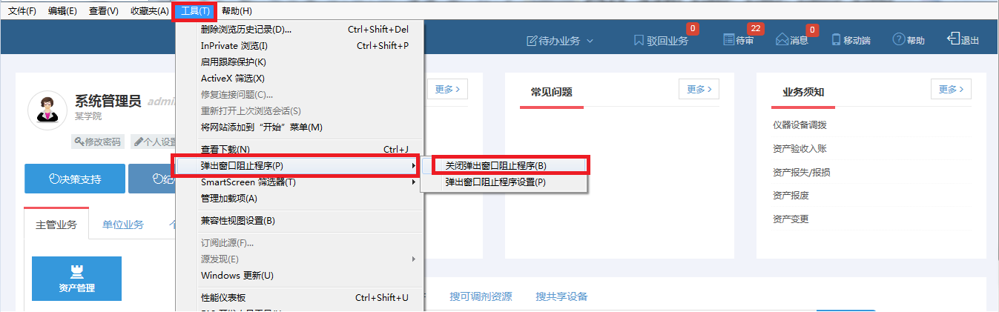 文件(F) 编辑(E) 查看(V) 收藏夹(A) 工具(T) 帮助(H)
待办业务 驳回业务 0 待审 22 消息 0 移动端 帮助 退出
删除浏览历史记录(D)... Ctrl+Shift+Del
InPrivate 浏览(I) Ctrl+Shift+P
启用跟踪保护(K)
ActiveX 筛选(X)
修复连接问题(C)...
重新打开上次浏览会话(S)
将网站添加到“开始”菜单(M)
查看下载(N) Ctrl+J
弹出窗口阻止程序(P)
SmartScreen 筛选器(T)
管理加载项(A)
兼容性视图设置(B)
订阅此源(F)...
源发现(E)
Windows 更新(U)
性能仪表板 Ctrl+Shift+U
关闭弹出窗口阻止程序(B)
弹出窗口阻止程序设置(P)
系统管理员 admin
某学院
修改密码 个人设置
决策支持
主管业务 单位业务
资产管理
更多 >
常见问题 更多 >
业务须知 更多 >
仪器设备调拨
资产验收入账
资产报失/报损
资产报废
资产变更
搜可调剂资源 搜共享设备